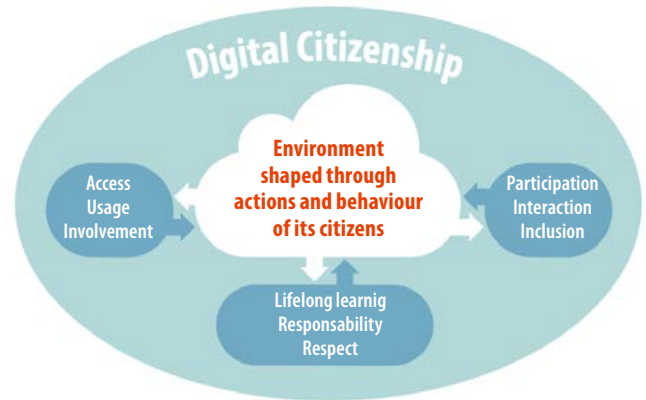 Digital Citizenship
Environment
shaped through
actions and behaviour
of its citizens
Access
Usage
Involvement
Participation
Interaction
Inclusion
Lifelong learnig
Responsability
Respect